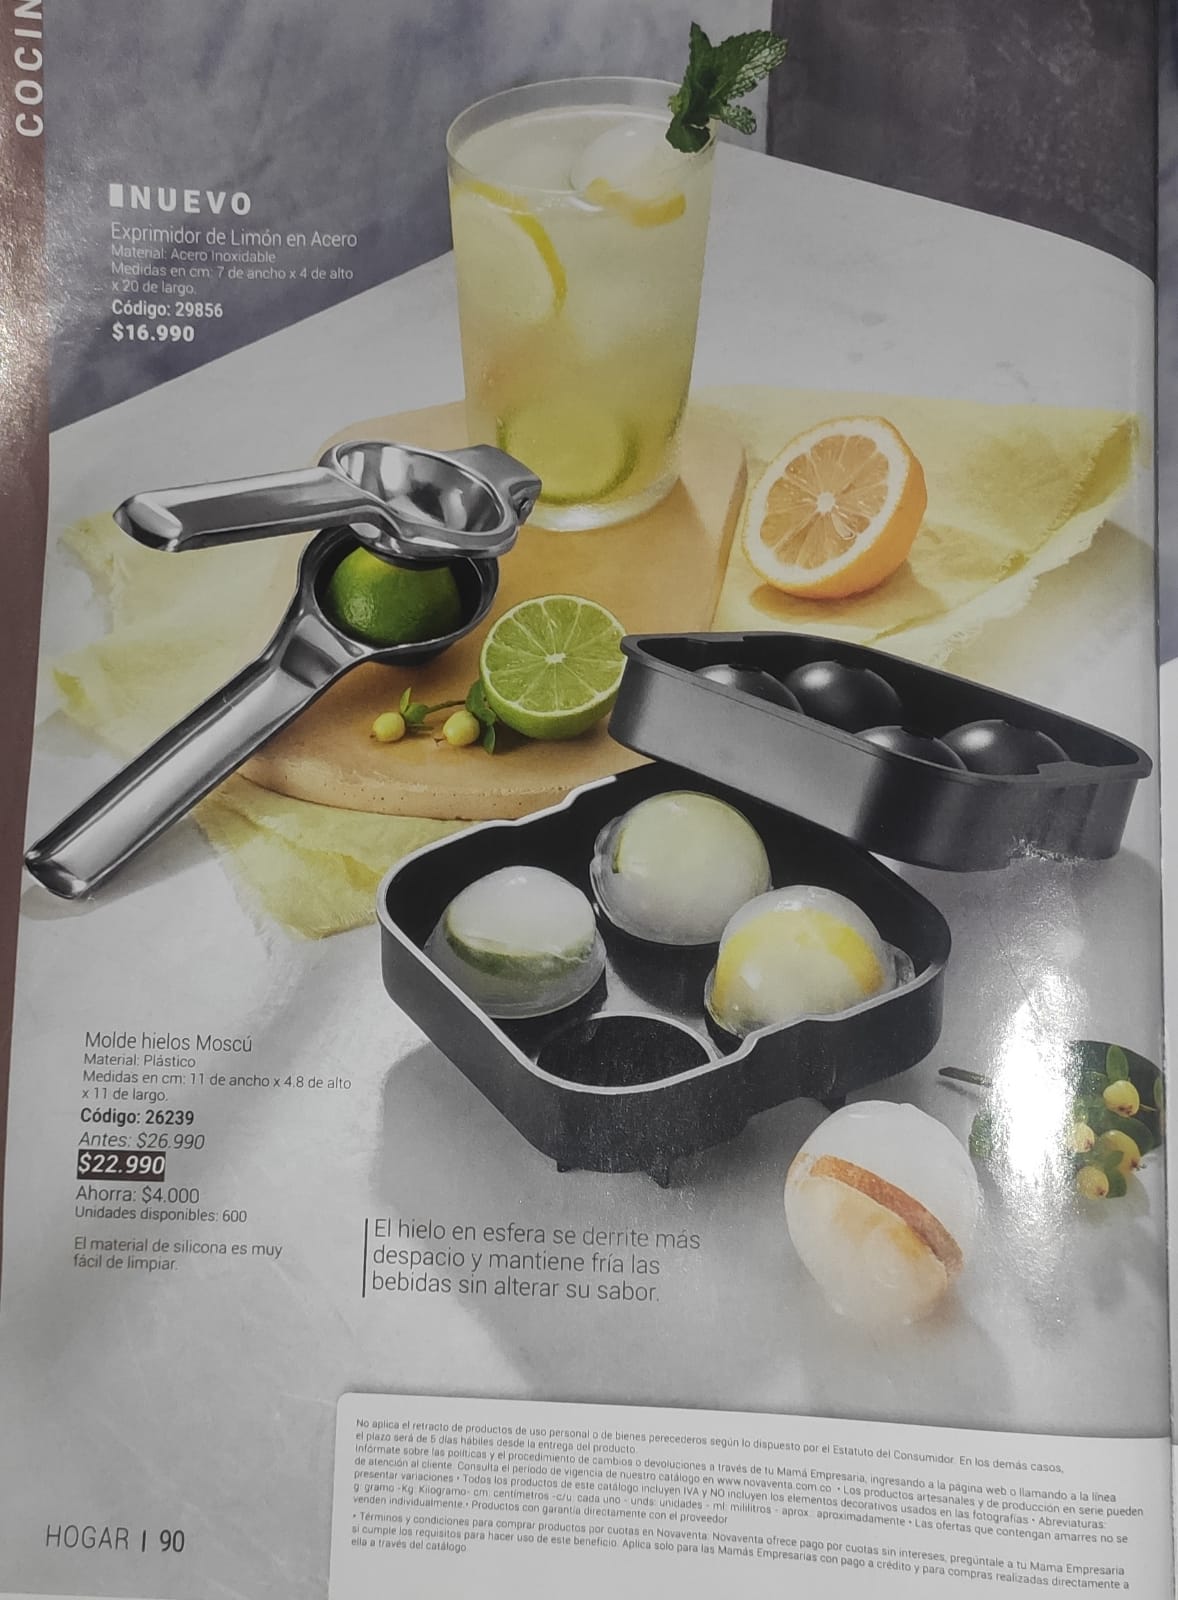 COCIN
NUEVO
Exprimidor de Limón en Acero
Material: Acero Inoxidable
Medidas en cm: 7 de ancho x 4 de alto
x 20 de largo.
Código: 29856
$16.990
Molde hielos Moscú
Material: Plástico
Medidas en cm: 11 de ancho x 4.8 de alto
x 11 de largo.
Código: 26239
Antes: $26.990
$22.990
Ahorra: $4.000
Unidades disponibles: 600
El material de silicona es muy
fácil de limpiar.
El hielo en esfera se derrite más
despacio y mantiene fría las
bebidas sin alterar su sabor.
No aplica el retracto de productos de uso personal o de bienes perecederos según lo dispuesto por el Estatuto del Consumidor. En los demás casos,
el plazo será de 5 días hábiles desde la entrega del producto.
Infórmate sobre las políticas y el procedimiento de cambios o devoluciones a través de tu Mamá Empresaria, ingresando a la página web o llamando a la línea
de atención al cliente. Consulta el período de vigencia de nuestro catálogo en www.novaventa.com.co • Los productos artesanales y de producción en serie pueden
presentar variaciones • Todos los productos de este catálogo incluyen IVA y NO incluyen los elementos decorativos usados en las fotografías • Abreviaturas:
g: gramo -Kg: Kilogramo- cm: centímetros -c/u: cada uno - unds: unidades - ml: mililitros - aprox.: aproximadamente • Las ofertas que contengan amarres no se
venden individualmente.• Productos con garantía directamente con el proveedor
• Términos y condiciones para comprar productos por cuotas en Novaventa: Novaventa ofrece pago por cuotas sin intereses, pregúntale a tu Mama Empresaria
si cumple los requisitos para hacer uso de este beneficio. Aplica solo para las Mamás Empresarias con pago a crédito y para compras realizadas directamente a
ella a través del catálogo
HOGAR | 90